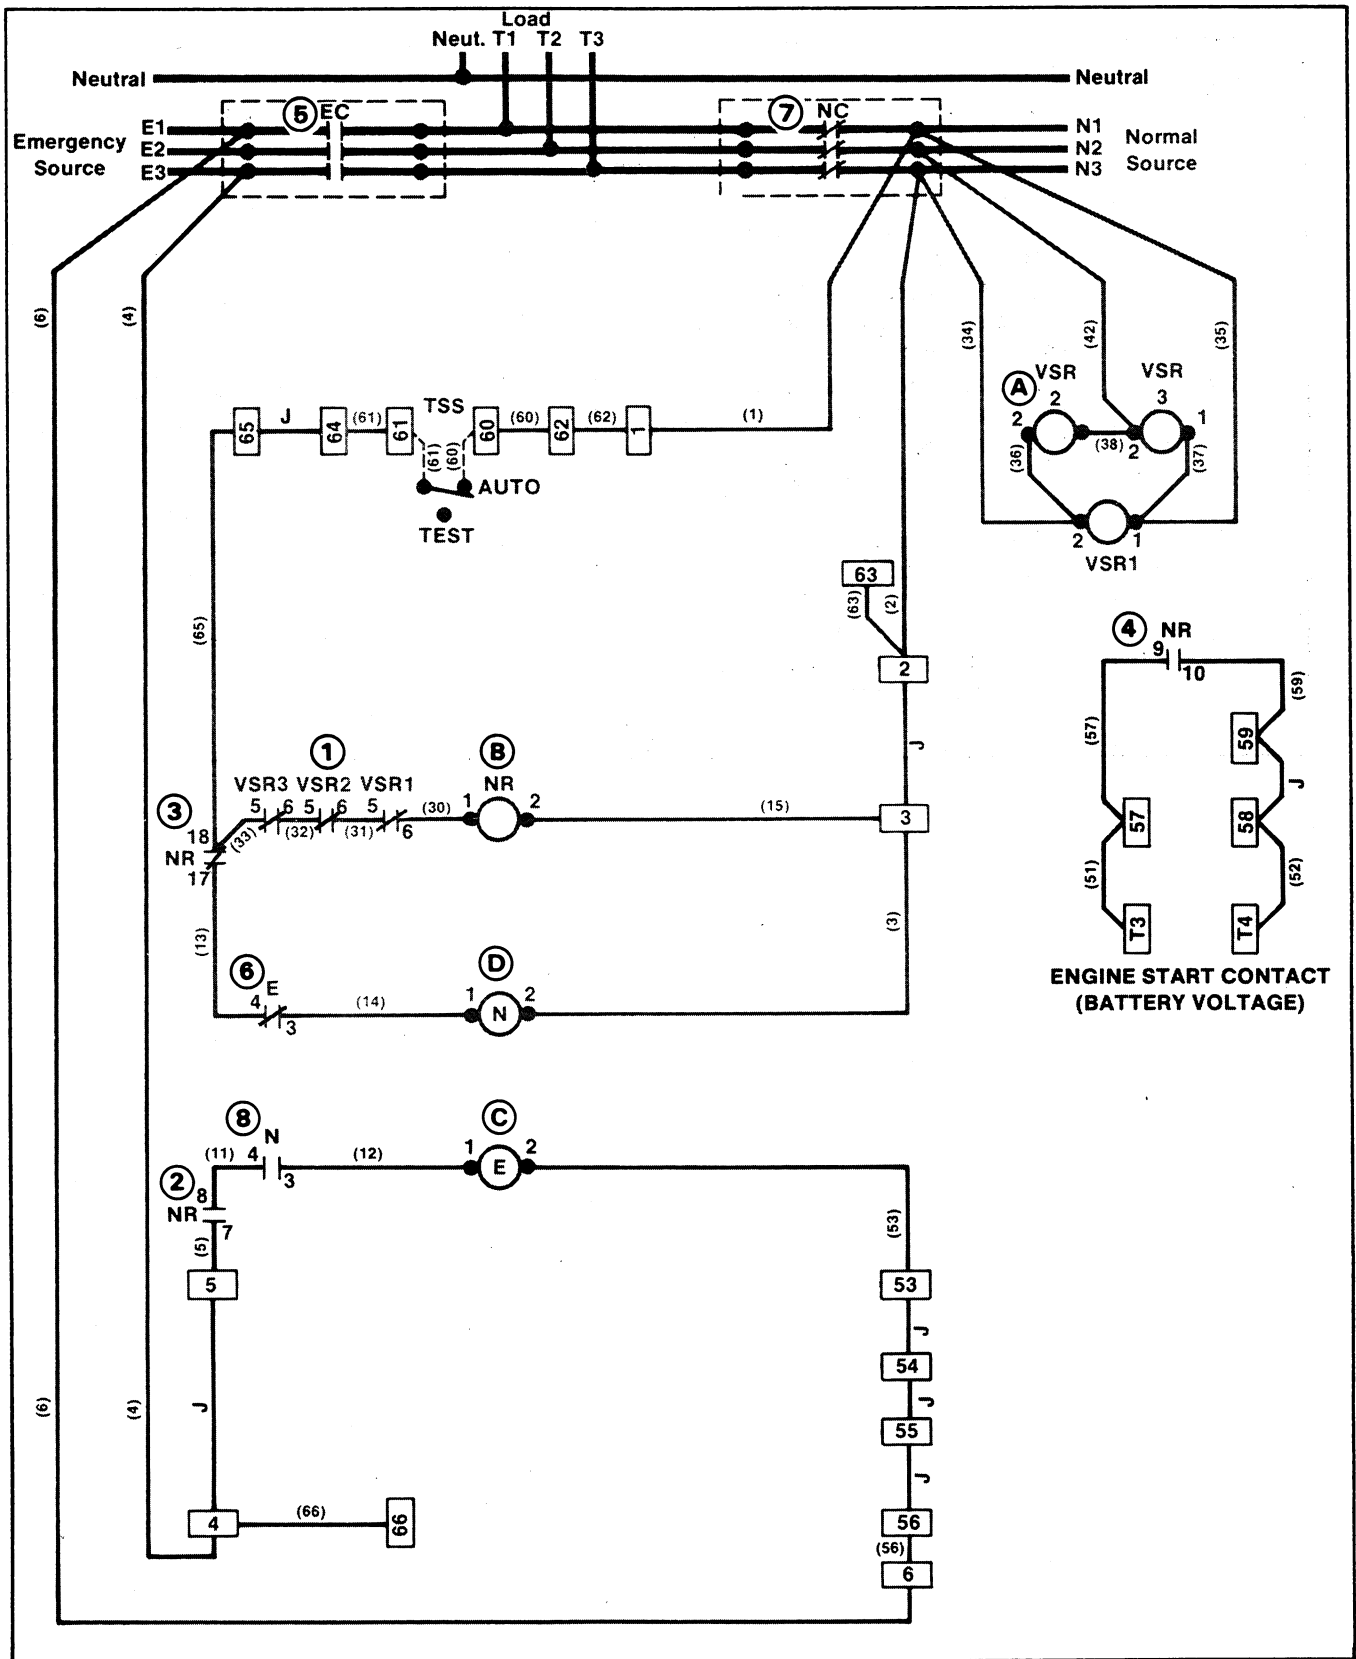 Load
Neut. T1 T2 T3
Neutral
Neutral
5 EC
7 NC
E1
E2
E3
Emergency
Source
N1
N2
N3
Normal
Source
(6)
(4)
(34)
(42)
(35)
A VSR
2
VSR
3
2
1
(36)
(38)
2
(37)
2
1
VSR1
65
J
64
(61)
61
TSS
60
(60)
62
(62)
1
(1)
(61)
(60)
AUTO
TEST
63
(63)
(2)
2
(65)
J
4 NR
9
10
(57)
(59)
59
J
57
58
(51)
(52)
T3
T4
ENGINE START CONTACT
(BATTERY VOLTAGE)
1
B
VSR3 VSR2 VSR1
NR
5 6 5 6 5 6
(33)
(32)
(31)
(30)
1
2
(15)
3
3
18
NR
17
(13)
(3)
6
E
4
3
(14)
D
1
N
2
8
N
(11)
4
3
(12)
C
1
E
2
2
8
NR
7
(5)
5
(53)
53
J
54
J
55
J
56
(56)
6
(6)
(4)
J
4
(66)
66